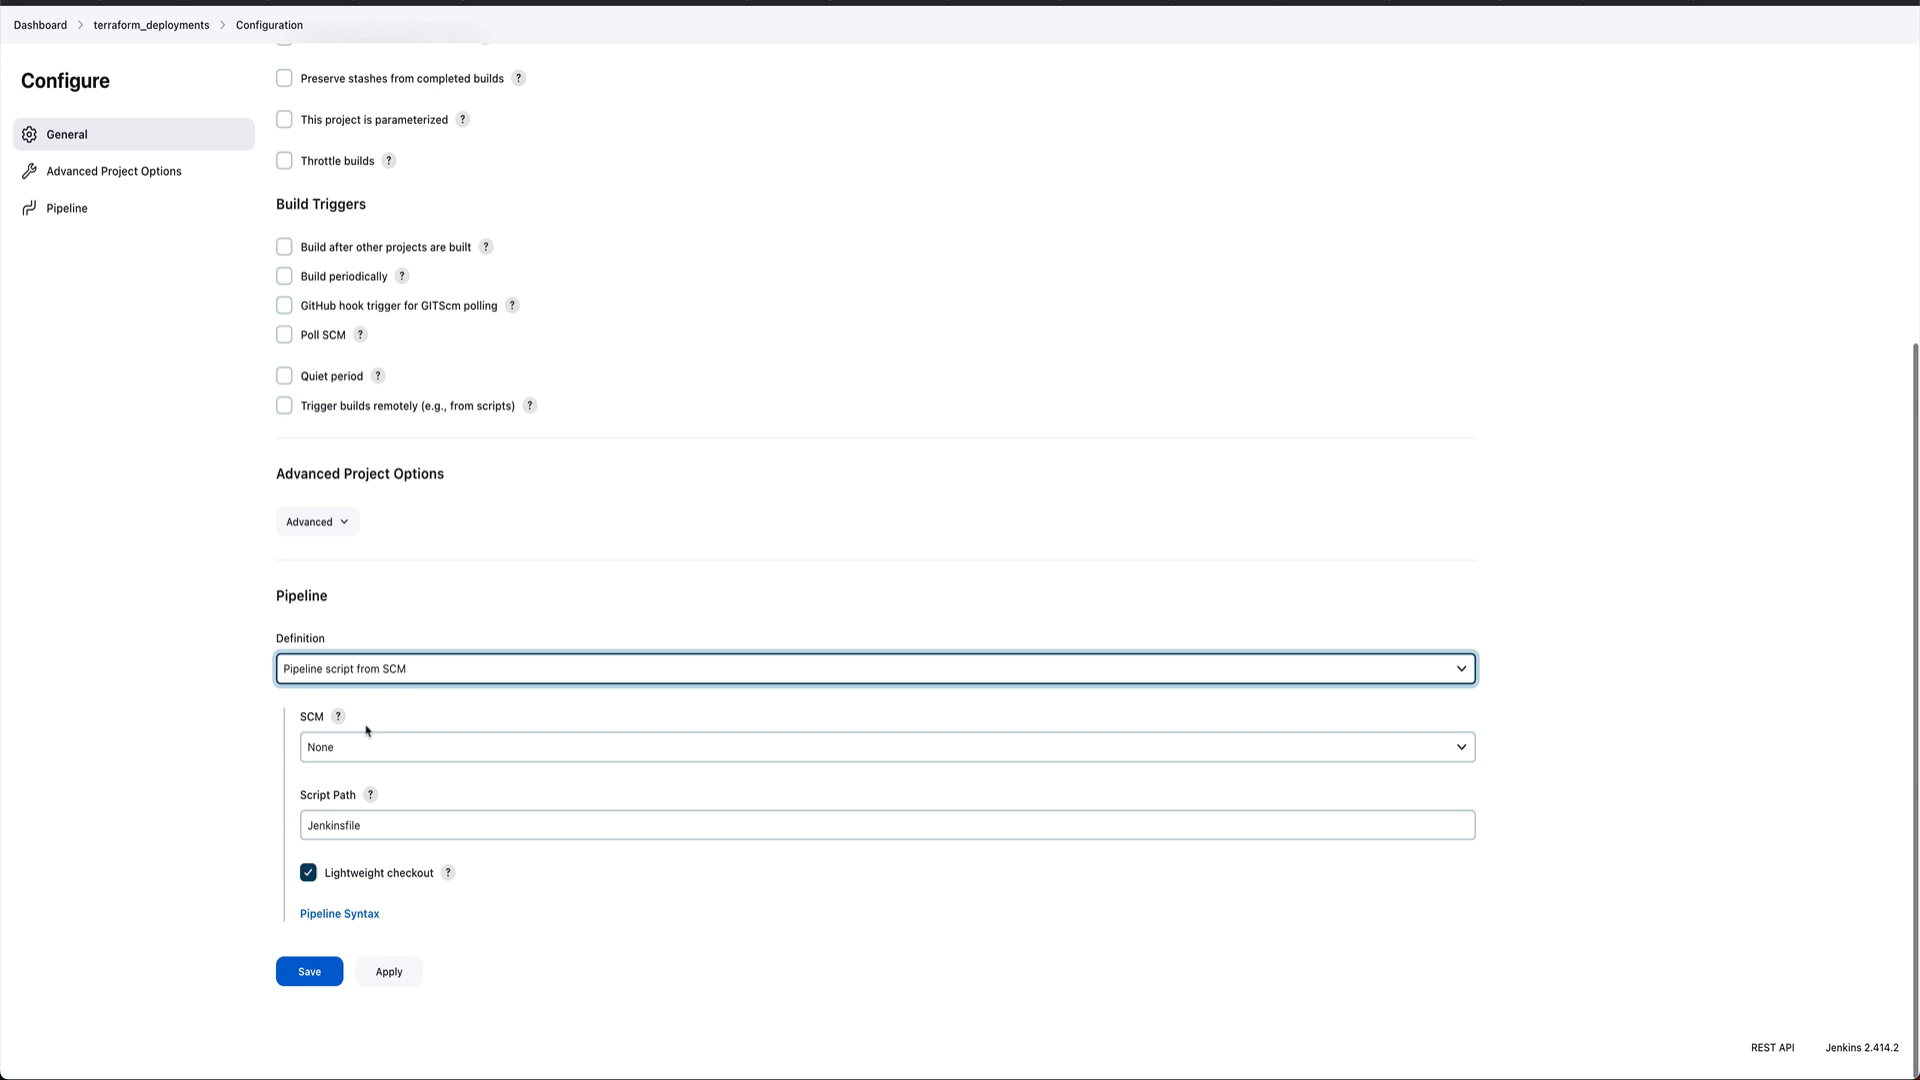 Dashboard > terraform_deployments > Configuration
Configure
General
Advanced Project Options
Pipeline
Preserve stashes from completed builds ?
This project is parameterized ?
Throttle builds ?
Build Triggers
Build after other projects are built ?
Build periodically ?
GitHub hook trigger for GITScm polling ?
Poll SCM ?
Quiet period ?
Trigger builds remotely (e.g., from scripts) ?
Advanced Project Options
Advanced
Pipeline
Definition
Pipeline script from SCM
SCM ?
None
Script Path ?
Jenkinsfile
Lightweight checkout ?
Pipeline Syntax
Save Apply
REST API Jenkins 2.414.2